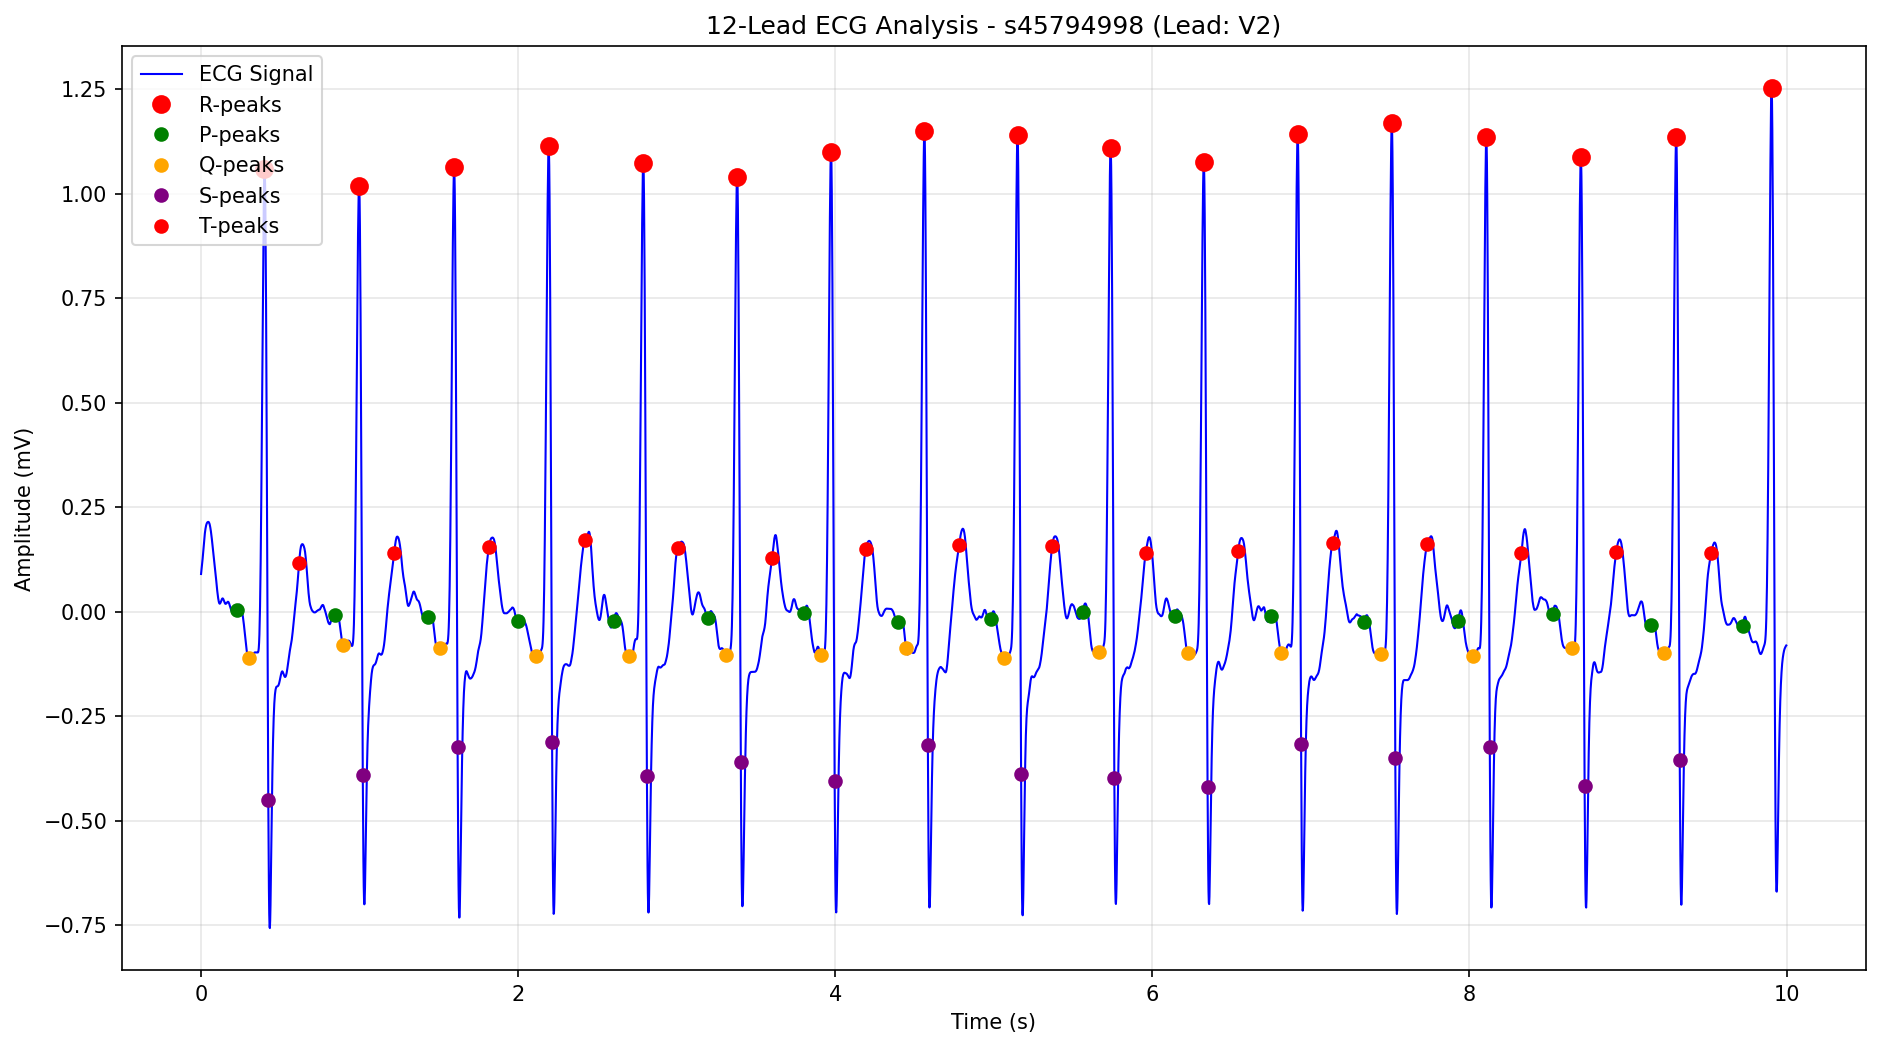 12-Lead ECG Analysis - s45794998 (Lead: V2)
ECG Signal
R-peaks
P-peaks
Q-peaks
S-peaks
T-peaks
Amplitude (mV)
1.25
1.00
0.75
0.50
0.25
0.00
−0.25
−0.50
−0.75
0 2 4 6 8 10
Time (s)